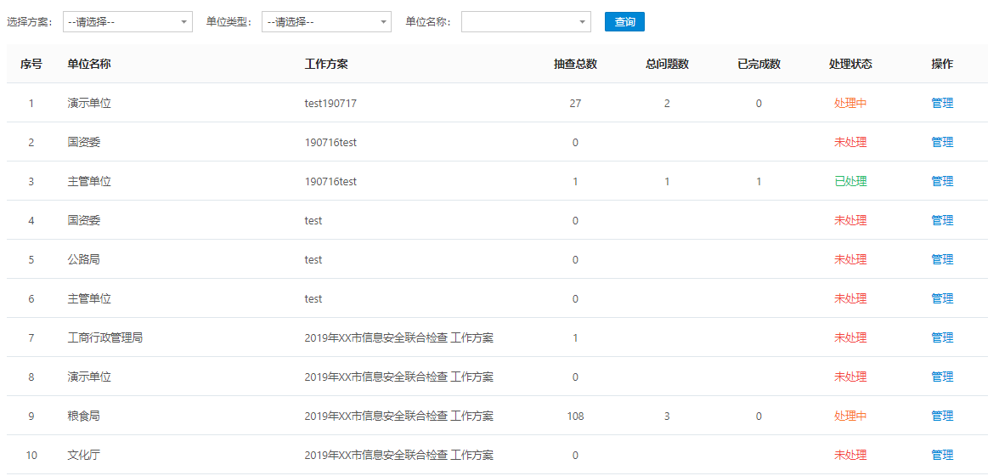 选择方案： --请选择-- 单位类型： --请选择-- 单位名称： 查询
序号 单位名称 工作方案 抽查总数 总问题数 已完成数 处理状态 操作
1 演示单位 test190717 27 2 0 处理中 管理
2 国资委 190716test 0 未处理 管理
3 主管单位 190716test 1 1 1 已处理 管理
4 国资委 test 0 未处理 管理
5 公路局 test 0 未处理 管理
6 主管单位 test 0 未处理 管理
7 工商行政管理局 2019年XX市信息安全联合检查 工作方案 1 未处理 管理
8 演示单位 2019年XX市信息安全联合检查 工作方案 0 未处理 管理
9 粮食局 2019年XX市信息安全联合检查 工作方案 108 3 0 处理中 管理
10 文化厅 2019年XX市信息安全联合检查 工作方案 0 未处理 管理